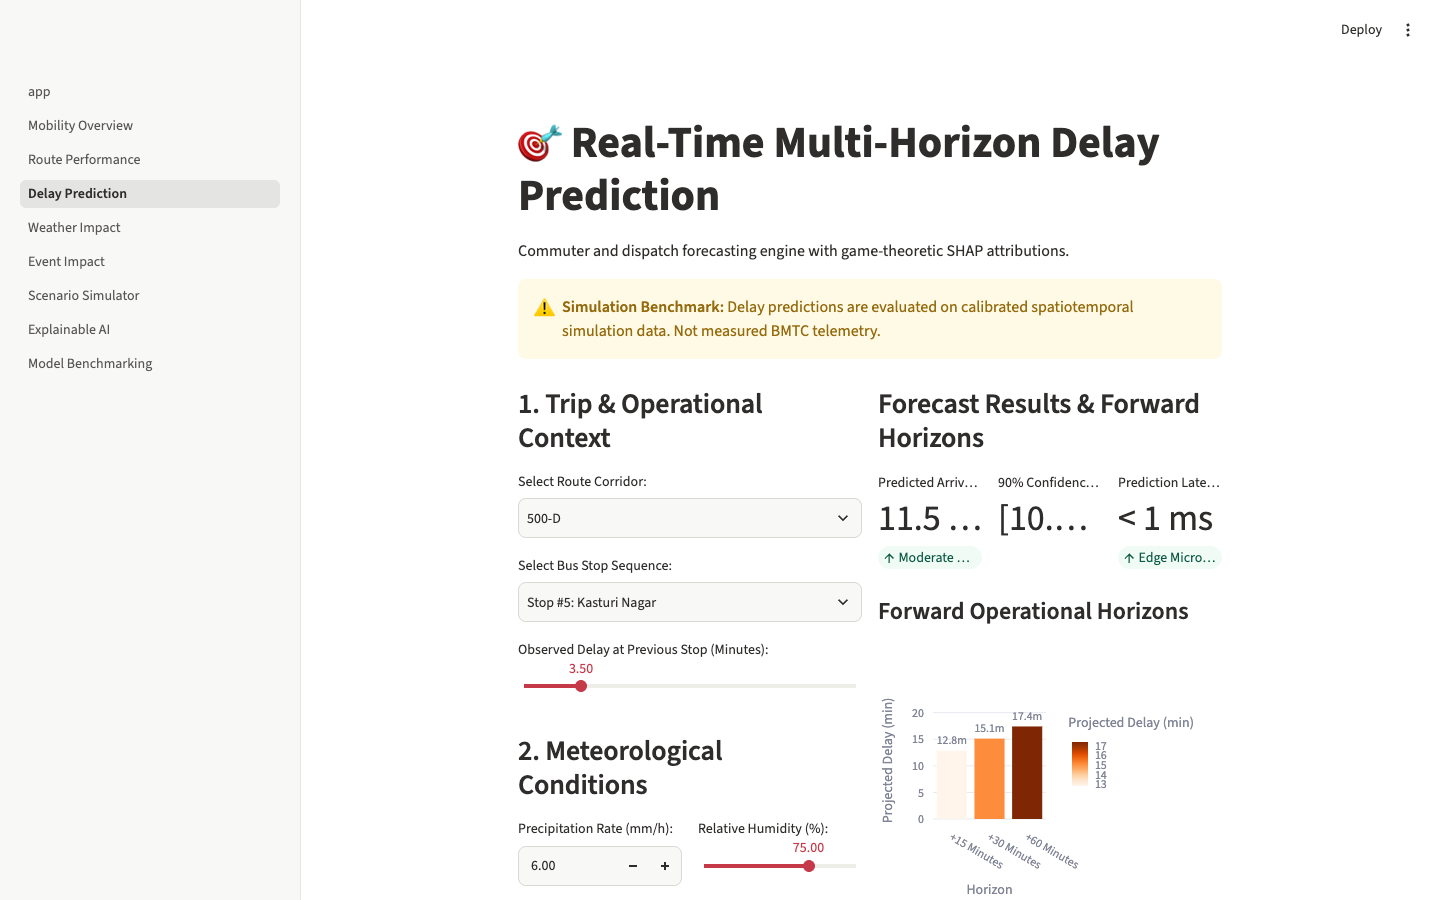 Deploy
app
Mobility Overview
Route Performance
Delay Prediction
Weather Impact
Event Impact
Scenario Simulator
Explainable AI
Model Benchmarking
Real-Time Multi-Horizon Delay
Prediction
Commuter and dispatch forecasting engine with game-theoretic SHAP attributions.
Simulation Benchmark: Delay predictions are evaluated on calibrated spatiotemporal
simulation data. Not measured BMTC telemetry.
1. Trip & Operational
Context
Select Route Corridor:
500-D
Select Bus Stop Sequence:
Stop #5: Kasturi Nagar
Observed Delay at Previous Stop (Minutes):
3.50
2. Meteorological
Conditions
Precipitation Rate (mm/h):
6.00
Relative Humidity (%):
75.00
Forecast Results & Forward
Horizons
Predicted Arriv…
11.5 …
↑ Moderate …
90% Confidenc…
[10.…
Prediction Late…
< 1 ms
↑ Edge Micro…
Forward Operational Horizons
Projected Delay (min)
20
15
10
5
0
12.8m
15.1m
17.4m
+15 Minutes
+30 Minutes
+60 Minutes
Horizon
Projected Delay (min)
17
16
15
14
13